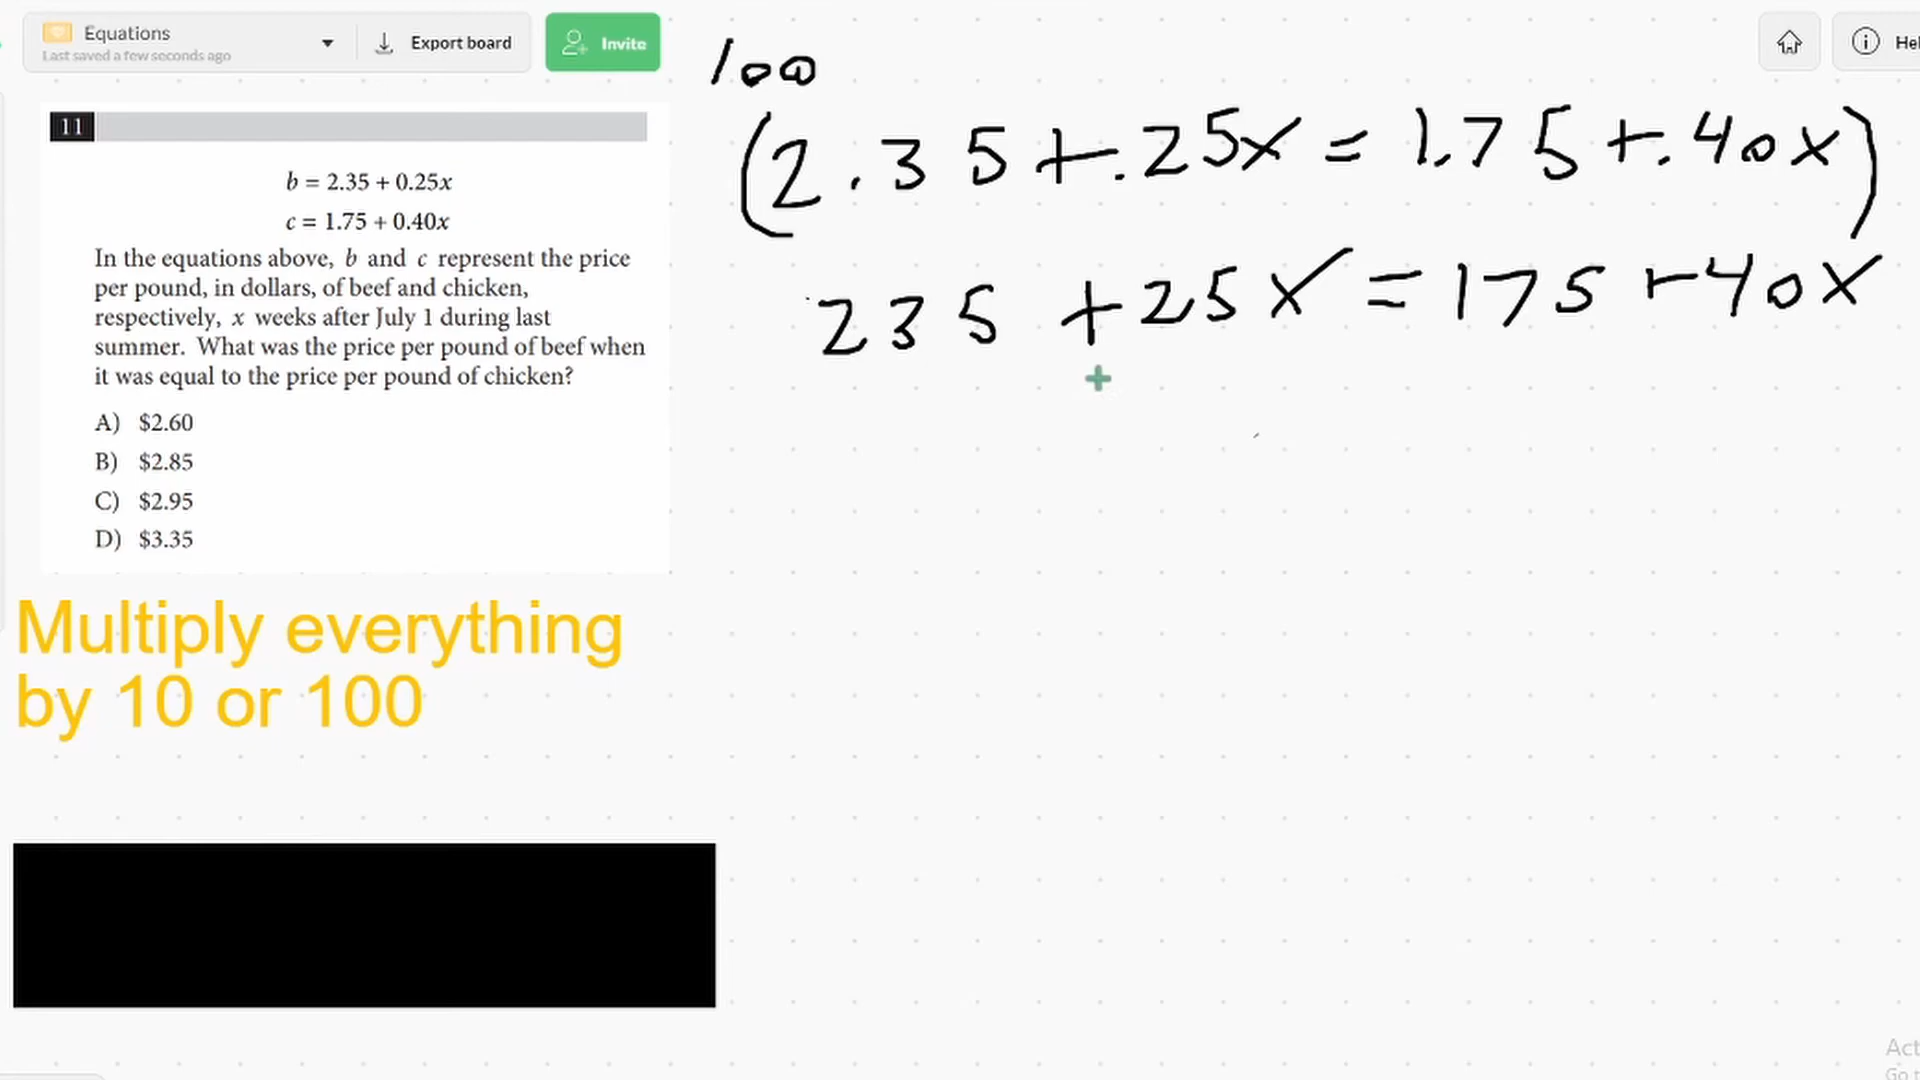 Equations
Last saved a few seconds ago
Export board
Invite
Hel
11
b = 2.35 + 0.25x
c = 1.75 + 0.40x
In the equations above, b and c represent the price
per pound, in dollars, of beef and chicken,
respectively, x weeks after July 1 during last
summer. What was the price per pound of beef when
it was equal to the price per pound of chicken?
A) $2.60
B) $2.85
C) $2.95
D) $3.35
Multiply everything
by 10 or 100
100
(2.35+.25x = 1.75+.40x)
235 +25x = 175+40x
Act
Go t